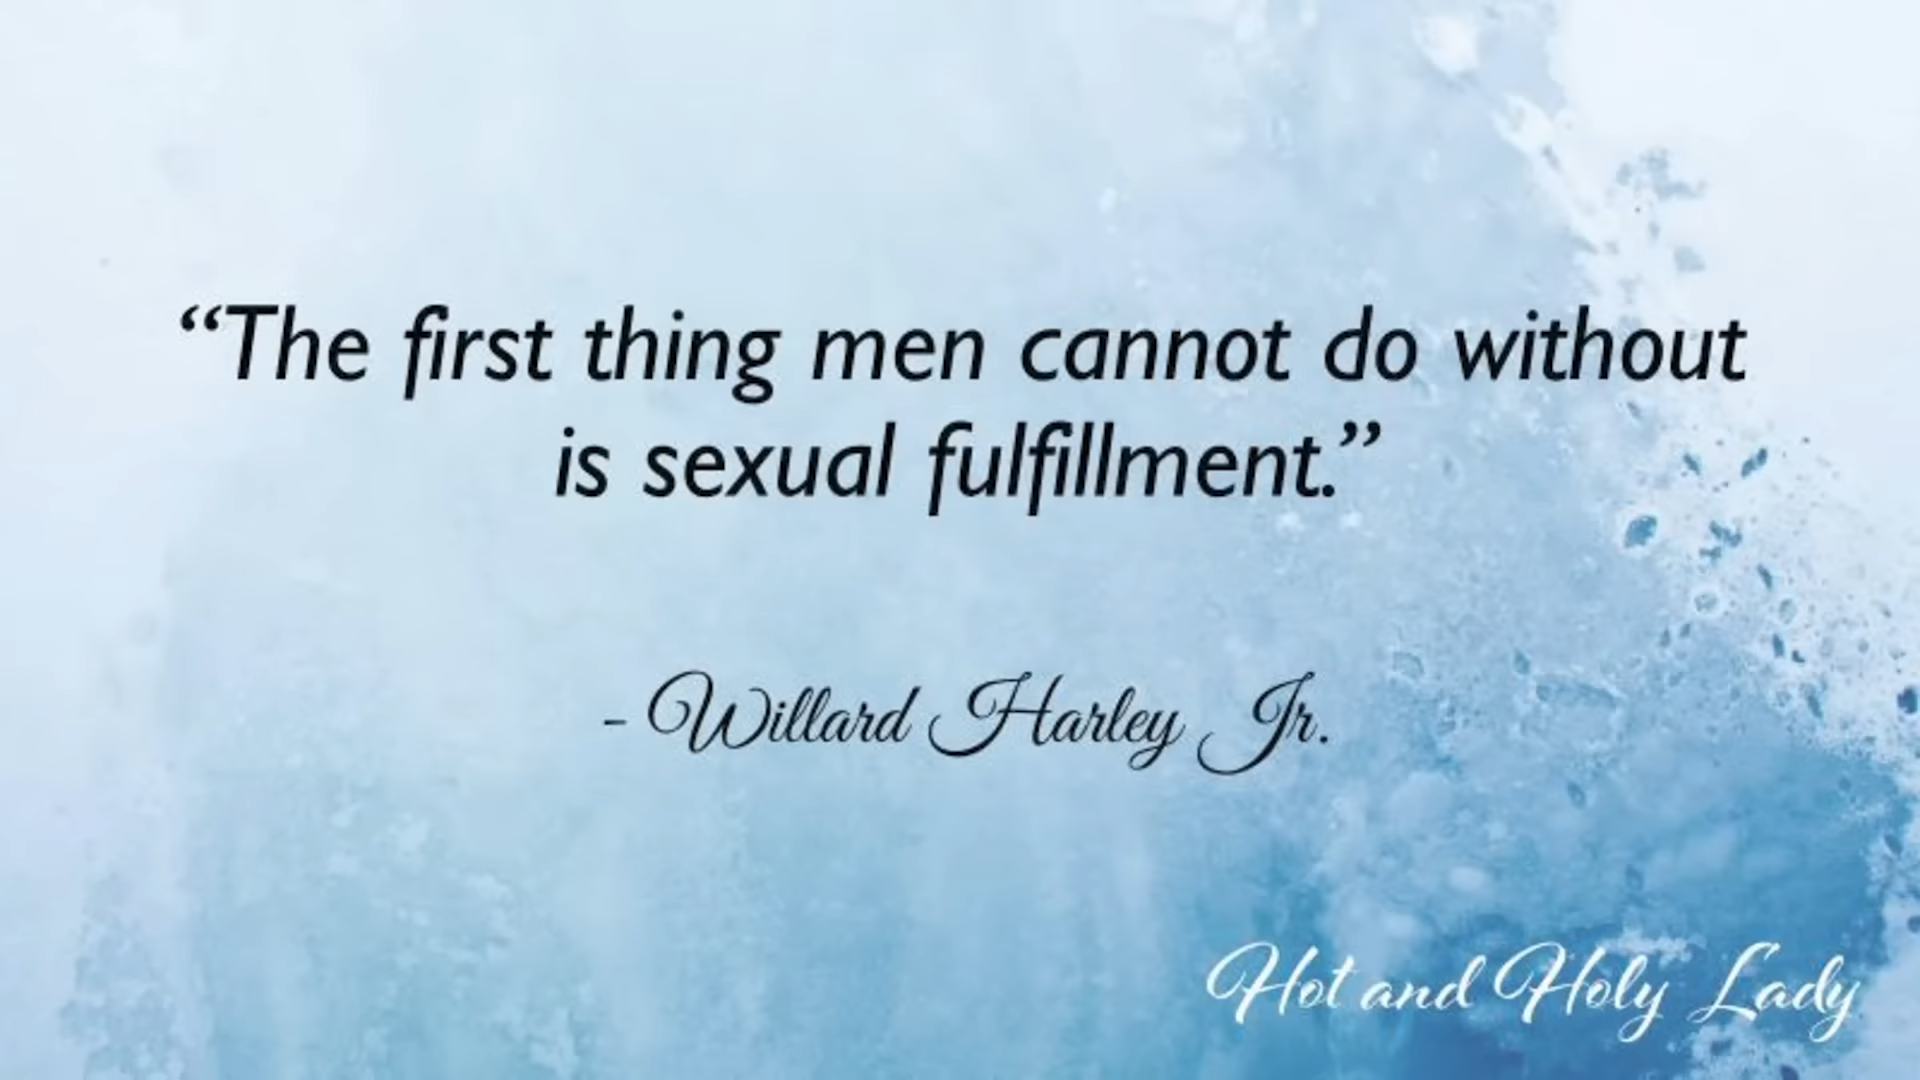 “The first thing men cannot do without
is sexual fulfillment.”
- Willard Harley Jr.
Hot and Holy Lady